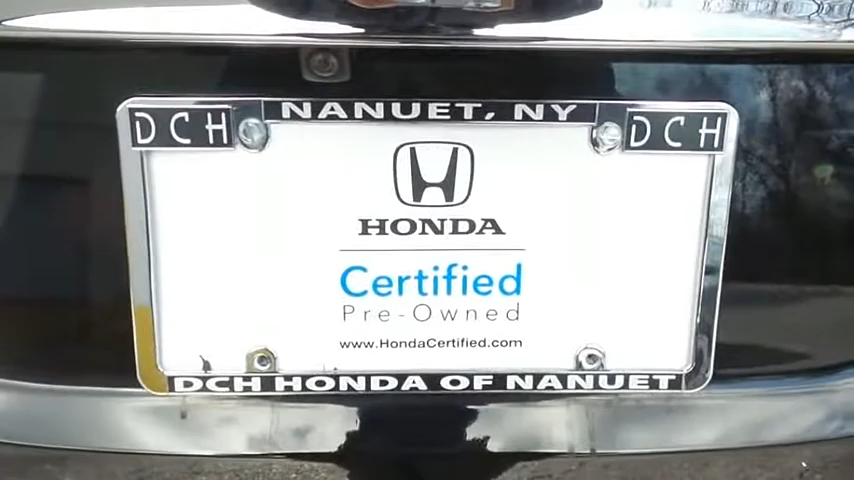 DCH NANUET, NY DCH
HONDA
Certified
Pre-Owned
www.HondaCertified.com
DCH HONDA OF NANUET